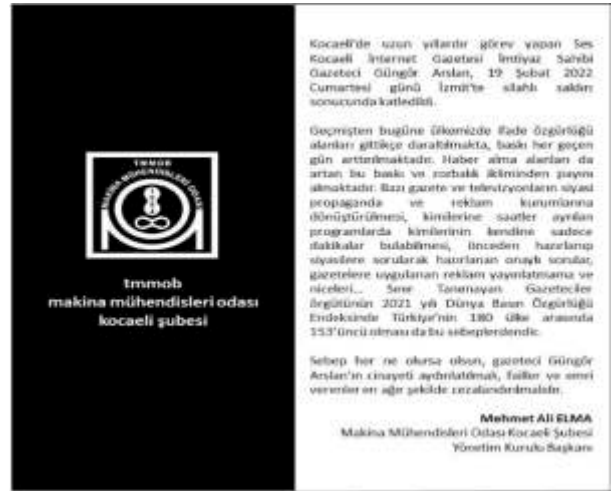 TMMOB
MAKİNA MÜHENDİSLERİ ODASI
tmmob
makina mühendisleri odası
kocaeli şubesi
Kocaeli'de uzun yıllardır görev yapan Ses
Kocaeli İnternet Gazetesi İmtiyaz Sahibi
Gazeteci Güngör Arslan, 19 Şubat 2022
Cumartesi günü İzmit'te silahlı saldırı
sonucunda katledildi.
Geçmişten bugüne ülkemizde ifade özgürlüğü
alanları gittikçe daraltılmakta, baskı her geçen
gün arttırılmaktadır. Haber alma alanları da
artan bu baskı ve zorbalık ikliminden payını
almaktadır. Bazı gazete ve televizyonların siyasi
propaganda ve reklam kurumlarına
dönüştürülmesi, kimilerine saatler ayrılan
programlarda kimilerinin kendine sadece
dakikalar bulabilmesi, önceden hazırlanıp
siyasilere sorularak hazırlanan onaylı sorular,
gazetelere uygulanan reklam yayınlatmama ve
niceleri... Sınır Tanımayan Gazeteciler
örgütünün 2021 yılı Dünya Basın Özgürlüğü
Endeksinde Türkiye'nin 180 ülke arasında
153'üncü olması da bu sebeplerdendir.
Sebep her ne olursa olsun, gazeteci Güngör
Arslan'ın cinayeti aydınlatılmalı, failler ve emri
verenler en ağır şekilde cezalandırılmalıdır.
Mehmet Ali ELMA
Makina Mühendisleri Odası Kocaeli Şubesi
Yönetim Kurulu Başkanı